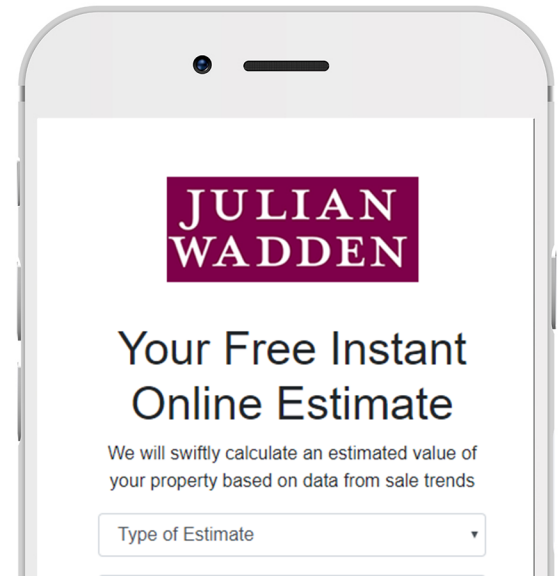 JULIAN
WADDEN
Your Free Instant
Online Estimate
We will swiftly calculate an estimated value of
your property based on data from sale trends
Type of Estimate